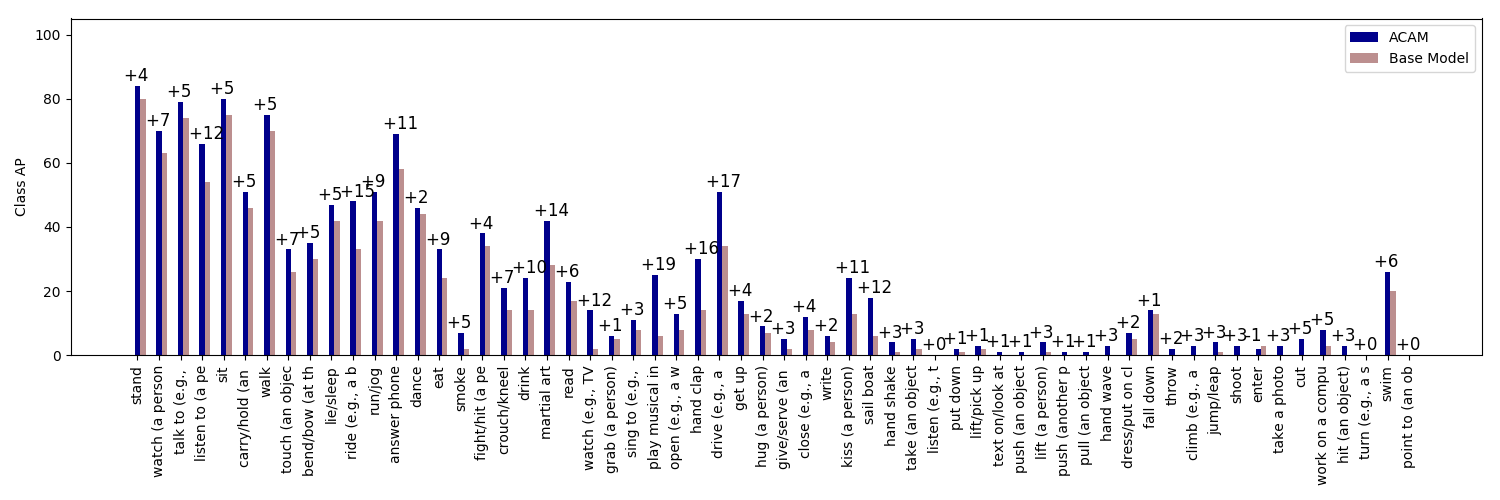 ACAM
Base Model
Class AP
100
80
60
40
20
0
+4
+7
+5
+12
+5
+5
+5
+7
+5
+5
+15
+9
+11
+2
+9
+5
+4
+7
+10
+14
+6
+12
+1
+3
+19
+5
+16
+17
+4
+2
+3
+4
+2
+11
+12
+3
+3
+0
+1
+1
+1
+1
+3
+1
+1
+3
+2
+1
+2
+3
+3
+3
-1
+3
+5
+5
+3
+0
+6
+0
stand
watch (a person
talk to (e.g.,
listen to (a pe
sit
carry/hold (an
walk
touch (an objec
bend/bow (at th
lie/sleep
ride (e.g., a b
run/jog
answer phone
dance
eat
smoke
fight/hit (a pe
crouch/kneel
drink
martial art
read
watch (e.g., TV
grab (a person)
sing to (e.g.,
play musical in
open (e.g., a w
hand clap
drive (e.g., a
get up
hug (a person)
give/serve (an
close (e.g., a
write
kiss (a person)
sail boat
hand shake
take (an object
listen (e.g., t
put down
lift/pick up
text on/look at
push (an object
lift (a person)
push (another p
pull (an object
hand wave
dress/put on cl
fall down
throw
climb (e.g., a
jump/leap
shoot
enter
take a photo
cut
work on a compu
hit (an object)
turn (e.g., a s
swim
point to (an ob